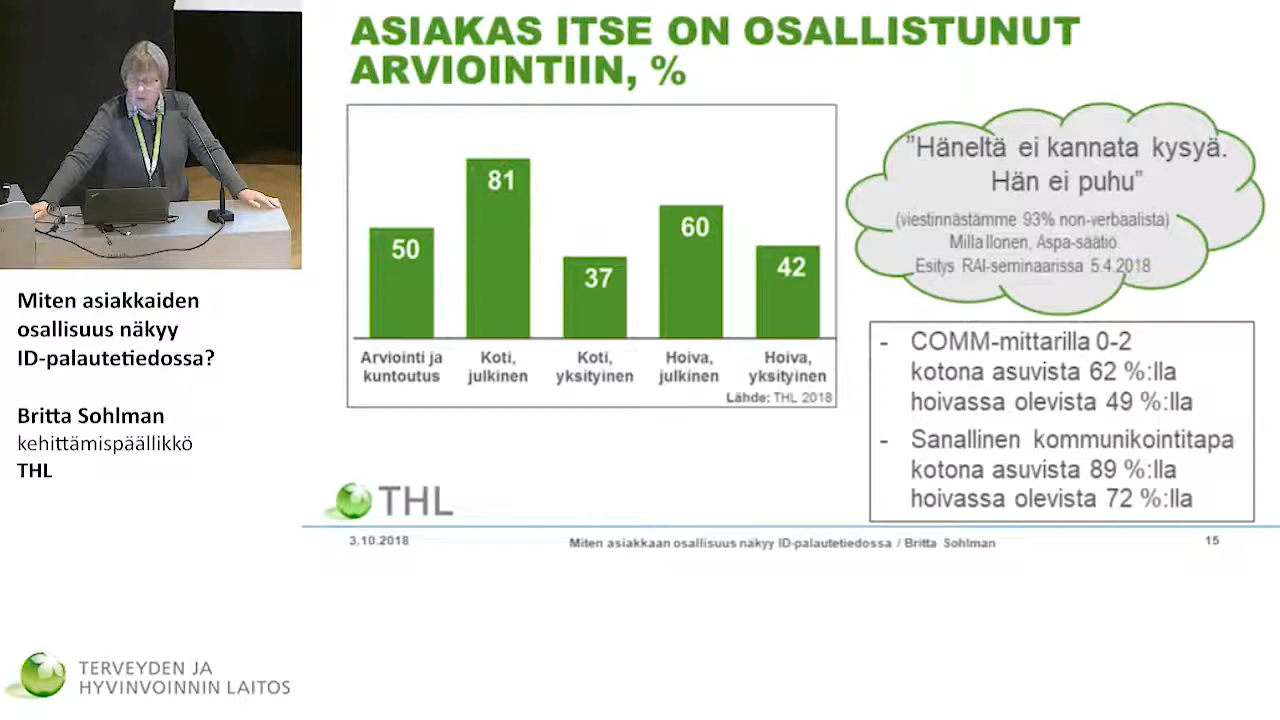 ASIAKAS ITSE ON OSALLISTUNUT
ARVIOINTIIN, %
50
81
37
60
42
Arviointi ja
kuntoutus
Koti,
julkinen
Koti,
yksityinen
Hoiva,
julkinen
Hoiva,
yksityinen
Lähde: THL 2018
"Häneltä ei kannata kysyä.
Hän ei puhu"
(viestinnästämme 93% non-verbaalista)
Milla Ilonen, Aspa-säätiö
Esitys RAI-seminaarissa 5.4.2018
- COMM-mittarilla 0-2
kotona asuvista 62 %:lla
hoivassa olevista 49 %:lla
- Sanallinen kommunikointitapa
kotona asuvista 89 %:lla
hoivassa olevista 72 %:lla
THL
3.10.2018
Miten asiakkaan osallisuus näkyy ID-palautetiedossa / Britta Sohlman
15
Miten asiakkaiden
osallisuus näkyy
ID-palautetiedossa?
Britta Sohlman
kehittämispäällikkö
THL
TERVEYDEN JA
HYVINVOINNIN LAITOS